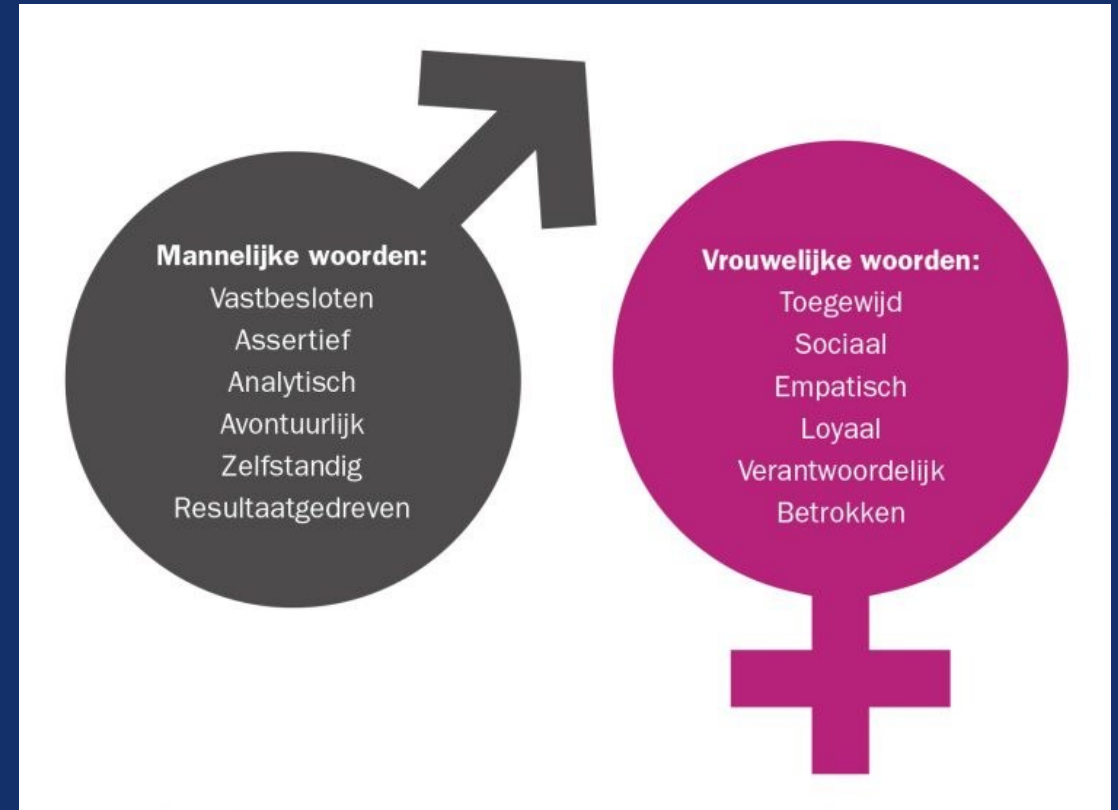 Mannelijke woorden:
Vastbesloten
Assertief
Analytisch
Avontuurlijk
Zelfstandig
Resultaatgedreven
Vrouwelijke woorden:
Toegewijd
Sociaal
Empatisch
Loyaal
Verantwoordelijk
Betrokken